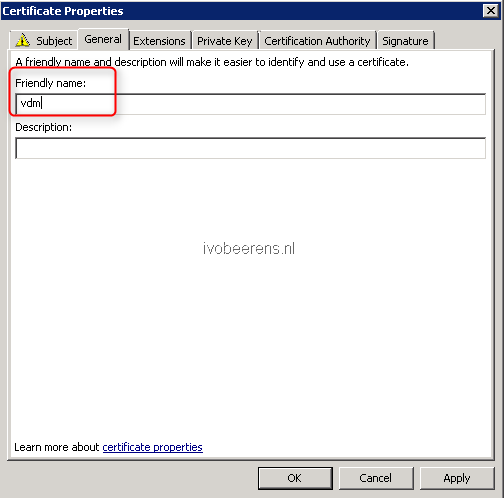 Certificate Properties
Subject General Extensions Private Key Certification Authority Signature
A friendly name and description will make it easier to identify and use a certificate.
Friendly name:
vdm
Description:
ivobeerens.nl
Learn more about certificate properties
OK Cancel Apply